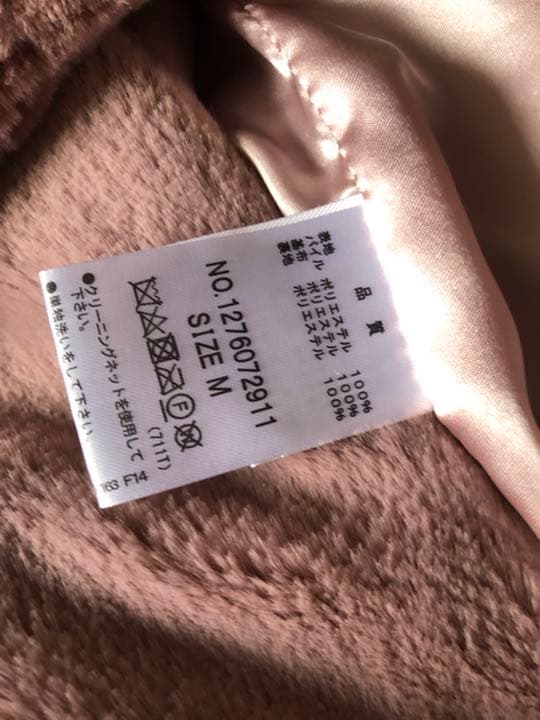 品質
表地
パイル ポリエステル 100%
基布 ポリエステル 100%
裏地 ポリエステル 100%
NO.1276072911
SIZE M
F
(711T)
●クリーニングネットを使用して
下さい。
●単独洗いをして下さい。
163 F14